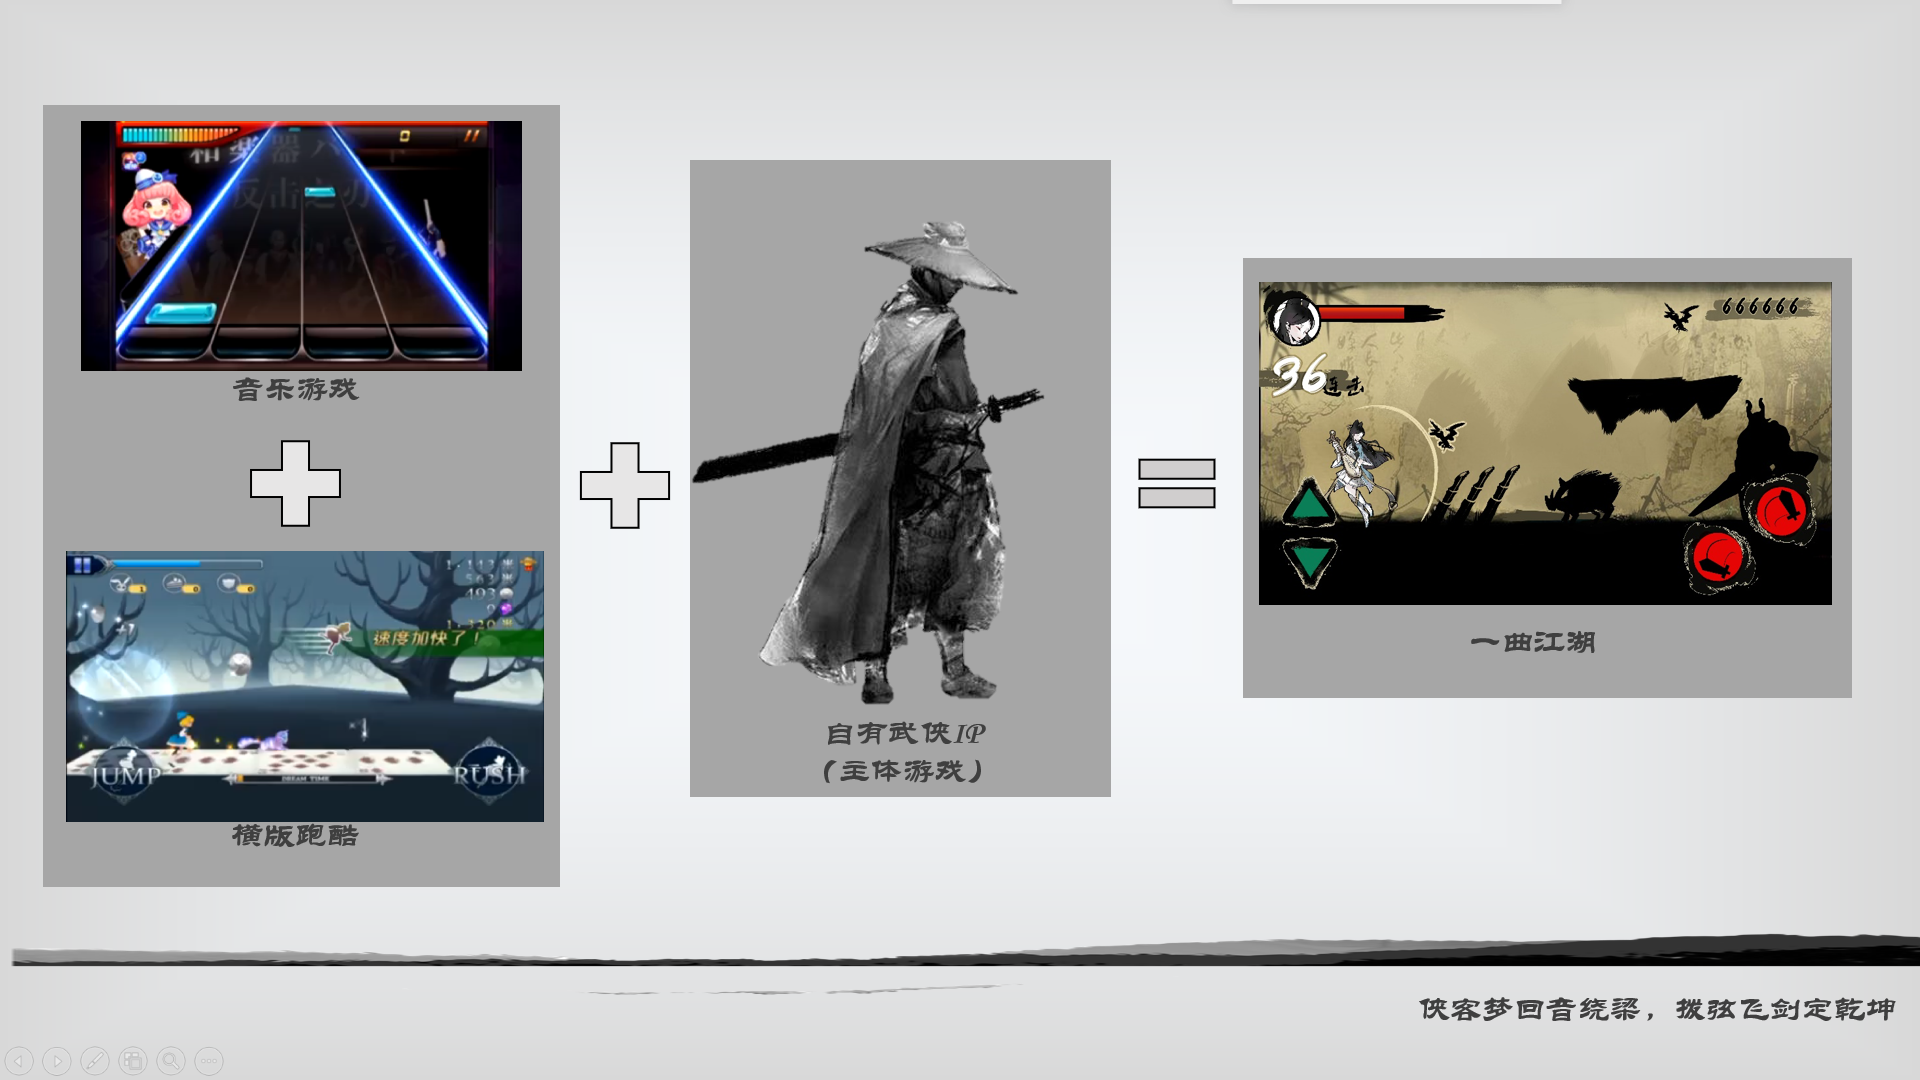 音乐游戏
速度加快了！
JUMP
DREAM TIME
RUSH
横版跑酷
自有武侠IP
（主体游戏）
666666
36连击
一曲江湖
侠客梦回音绕梁，拨弦飞剑定乾坤